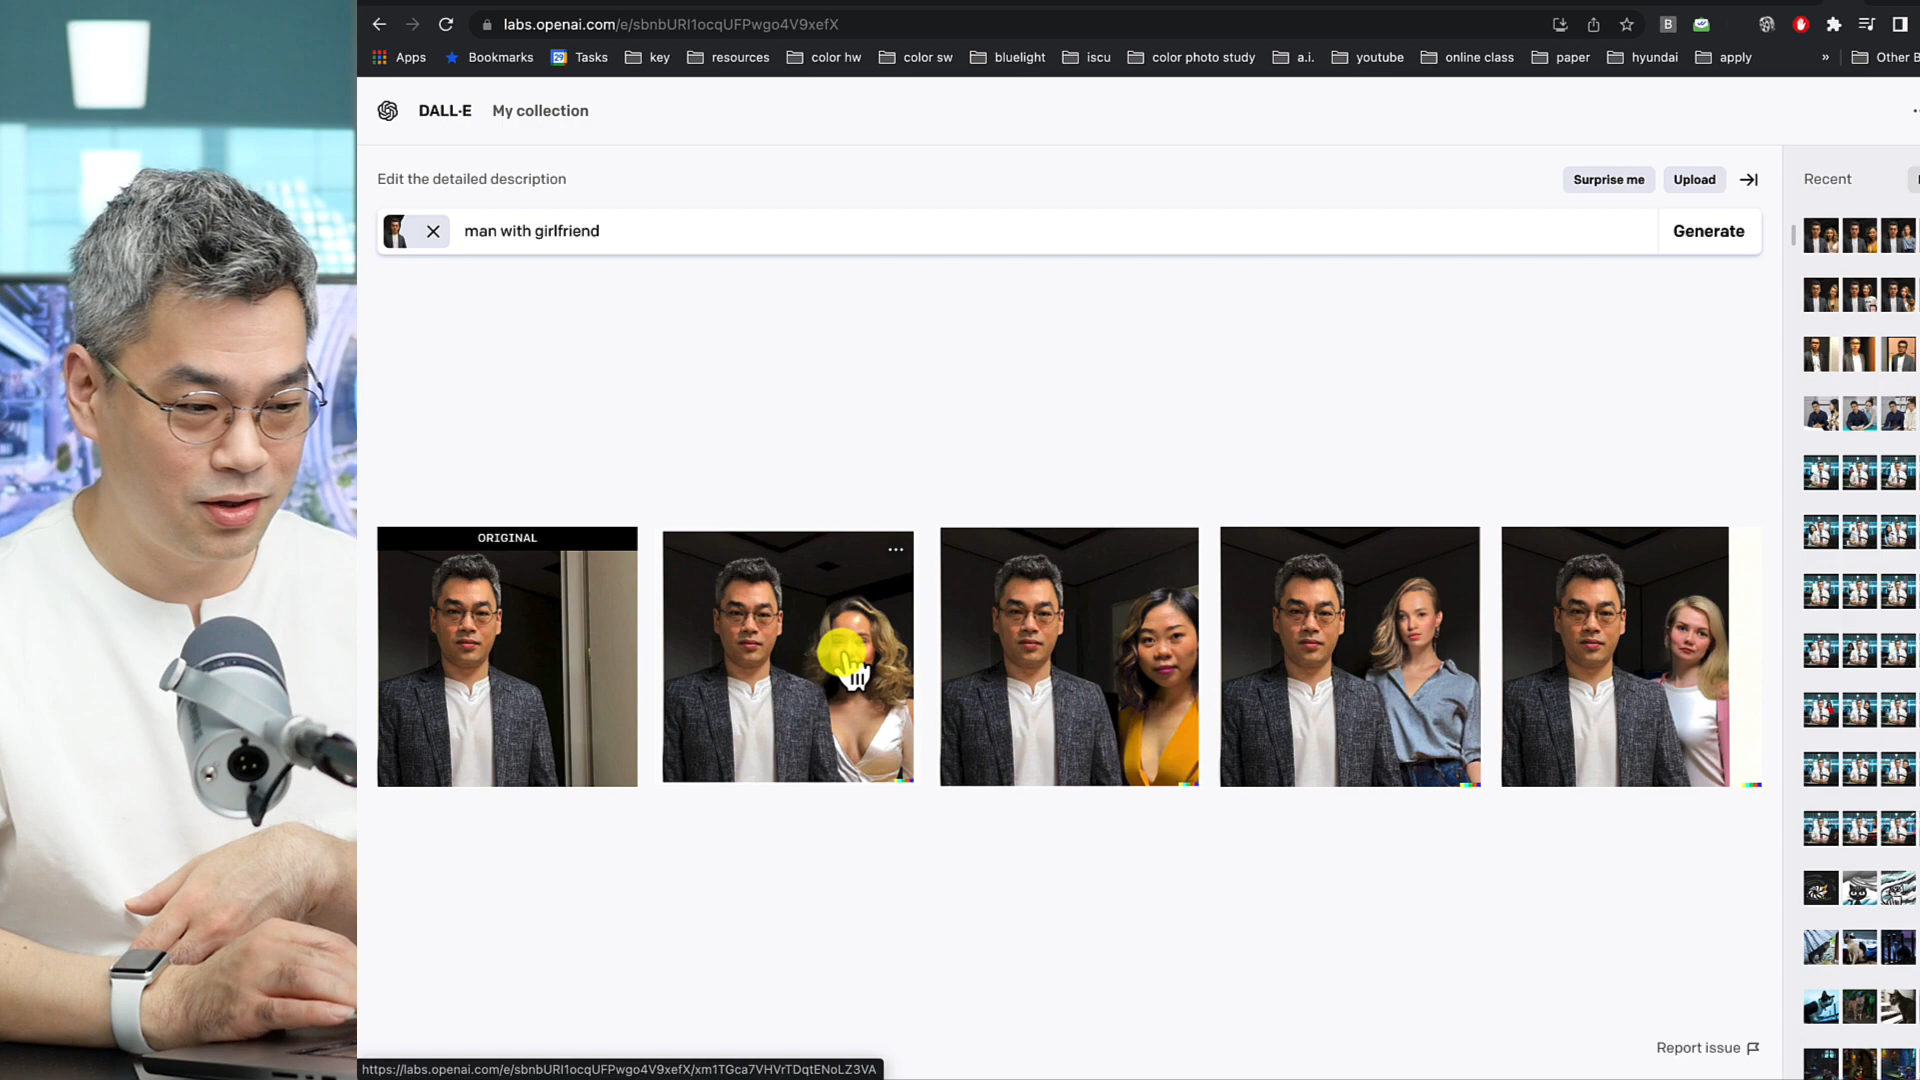 labs.openai.com/e/sbnbURI1ocqUFPwgo4V9xefX
Apps Bookmarks 29 Tasks key resources color hw color sw bluelight iscu color photo study a.i. youtube online class paper hyundai apply » Other B
DALL·E My collection
Edit the detailed description
Surprise me Upload
Recent
man with girlfriend
Generate
ORIGINAL
Report issue
https://labs.openai.com/e/sbnbURI1ocqUFPwgo4V9xefX/xm1TGca7VHVrTDqtENoLZ3VA